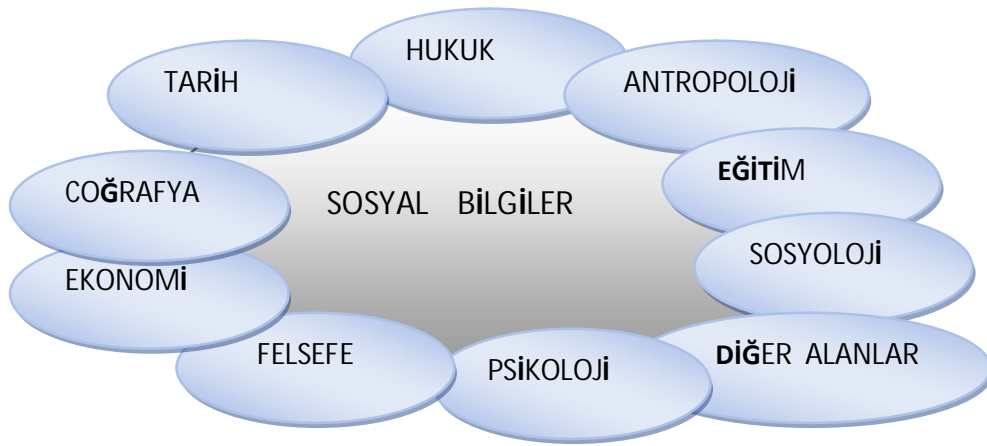 HUKUK
TARİH
ANTROPOLOJİ
EĞİTİM
COĞRAFYA
SOSYAL BİLGİLER
SOSYOLOJİ
EKONOMİ
FELSEFE
PSİKOLOJİ
DİĞER ALANLAR